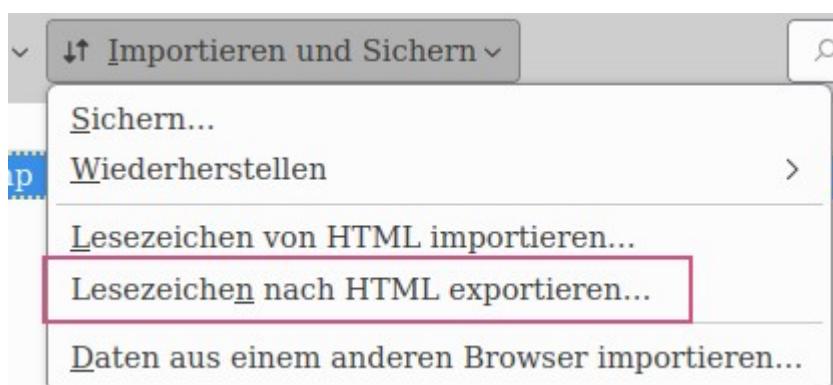 Importieren und Sichern
Sichern...
Wiederherstellen
Lesezeichen von HTML importieren...
Lesezeichen nach HTML exportieren...
Daten aus einem anderen Browser importieren...